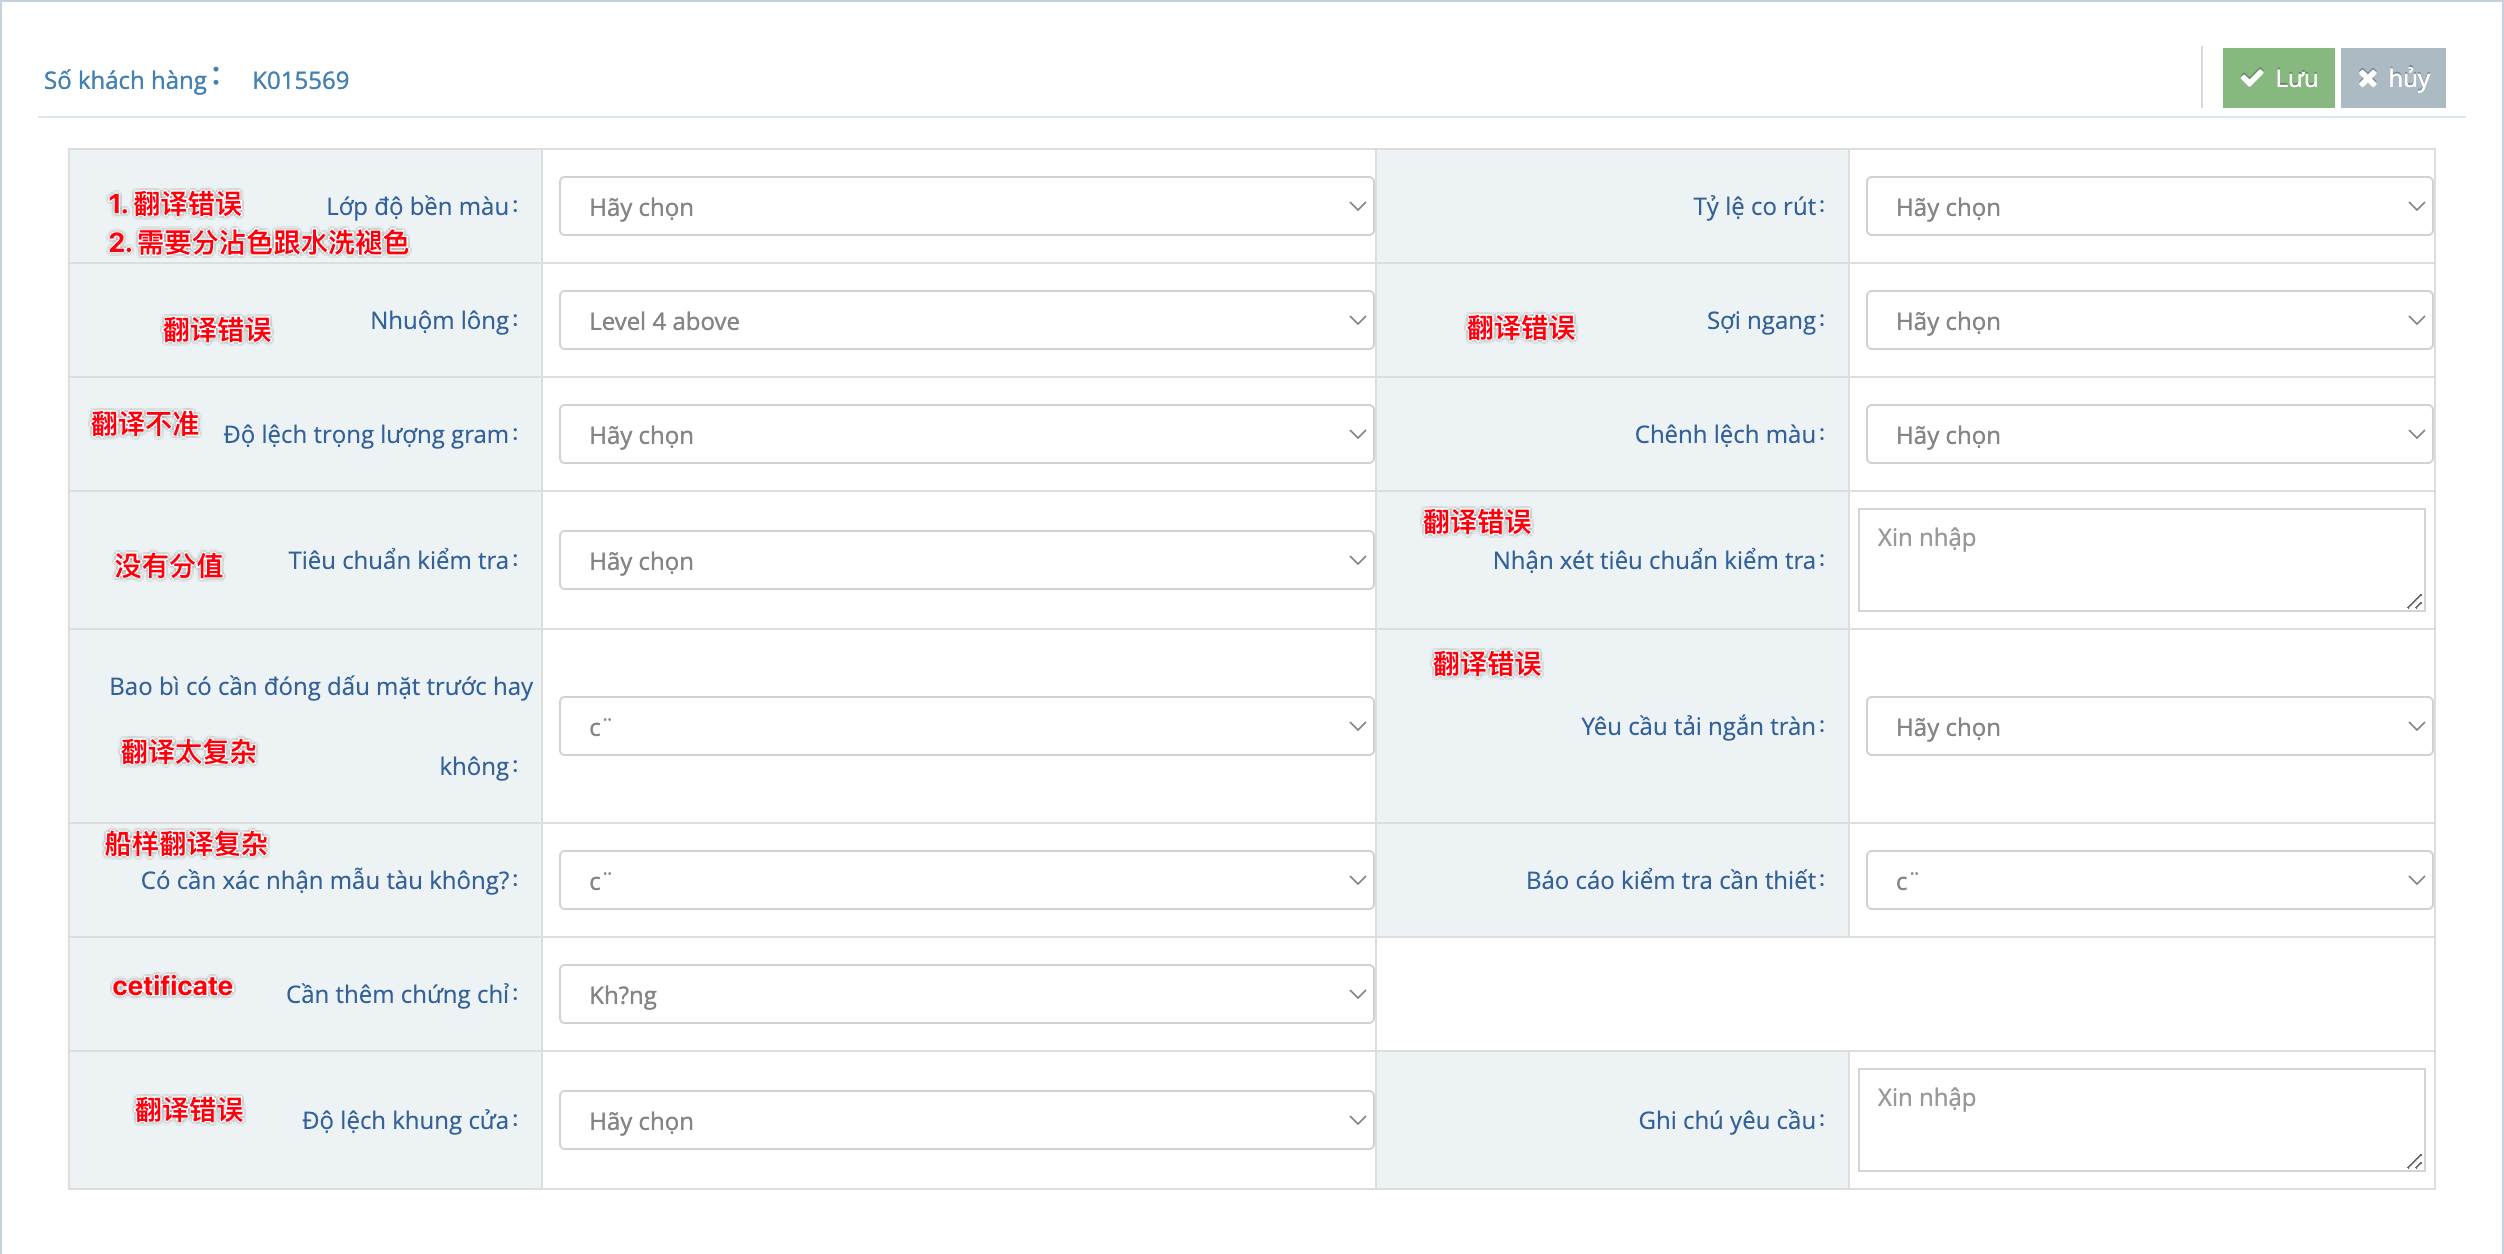 Số khách hàng： K015569
Lưu
hủy
1. 翻译错误
Lớp độ bền màu：
2. 需要分沾色跟水洗褪色
Hãy chọn
Tỷ lệ co rút：
Hãy chọn
翻译错误
Nhuộm lông：
Level 4 above
翻译错误
Sợi ngang：
Hãy chọn
翻译不准
Độ lệch trọng lượng gram：
Hãy chọn
Chênh lệch màu：
Hãy chọn
没有分值
Tiêu chuẩn kiểm tra：
Hãy chọn
翻译错误
Nhận xét tiêu chuẩn kiểm tra：
Xin nhập
Bao bì có cần đóng dấu mặt trước hay
翻译太复杂
không：
c¨
翻译错误
Yêu cầu tải ngắn tràn：
Hãy chọn
船样翻译复杂
Có cần xác nhận mẫu tàu không?：
c¨
Báo cáo kiểm tra cần thiết：
c¨
cetificate
Cần thêm chứng chỉ：
Kh?ng
翻译错误
Độ lệch khung cửa：
Hãy chọn
Ghi chú yêu cầu：
Xin nhập